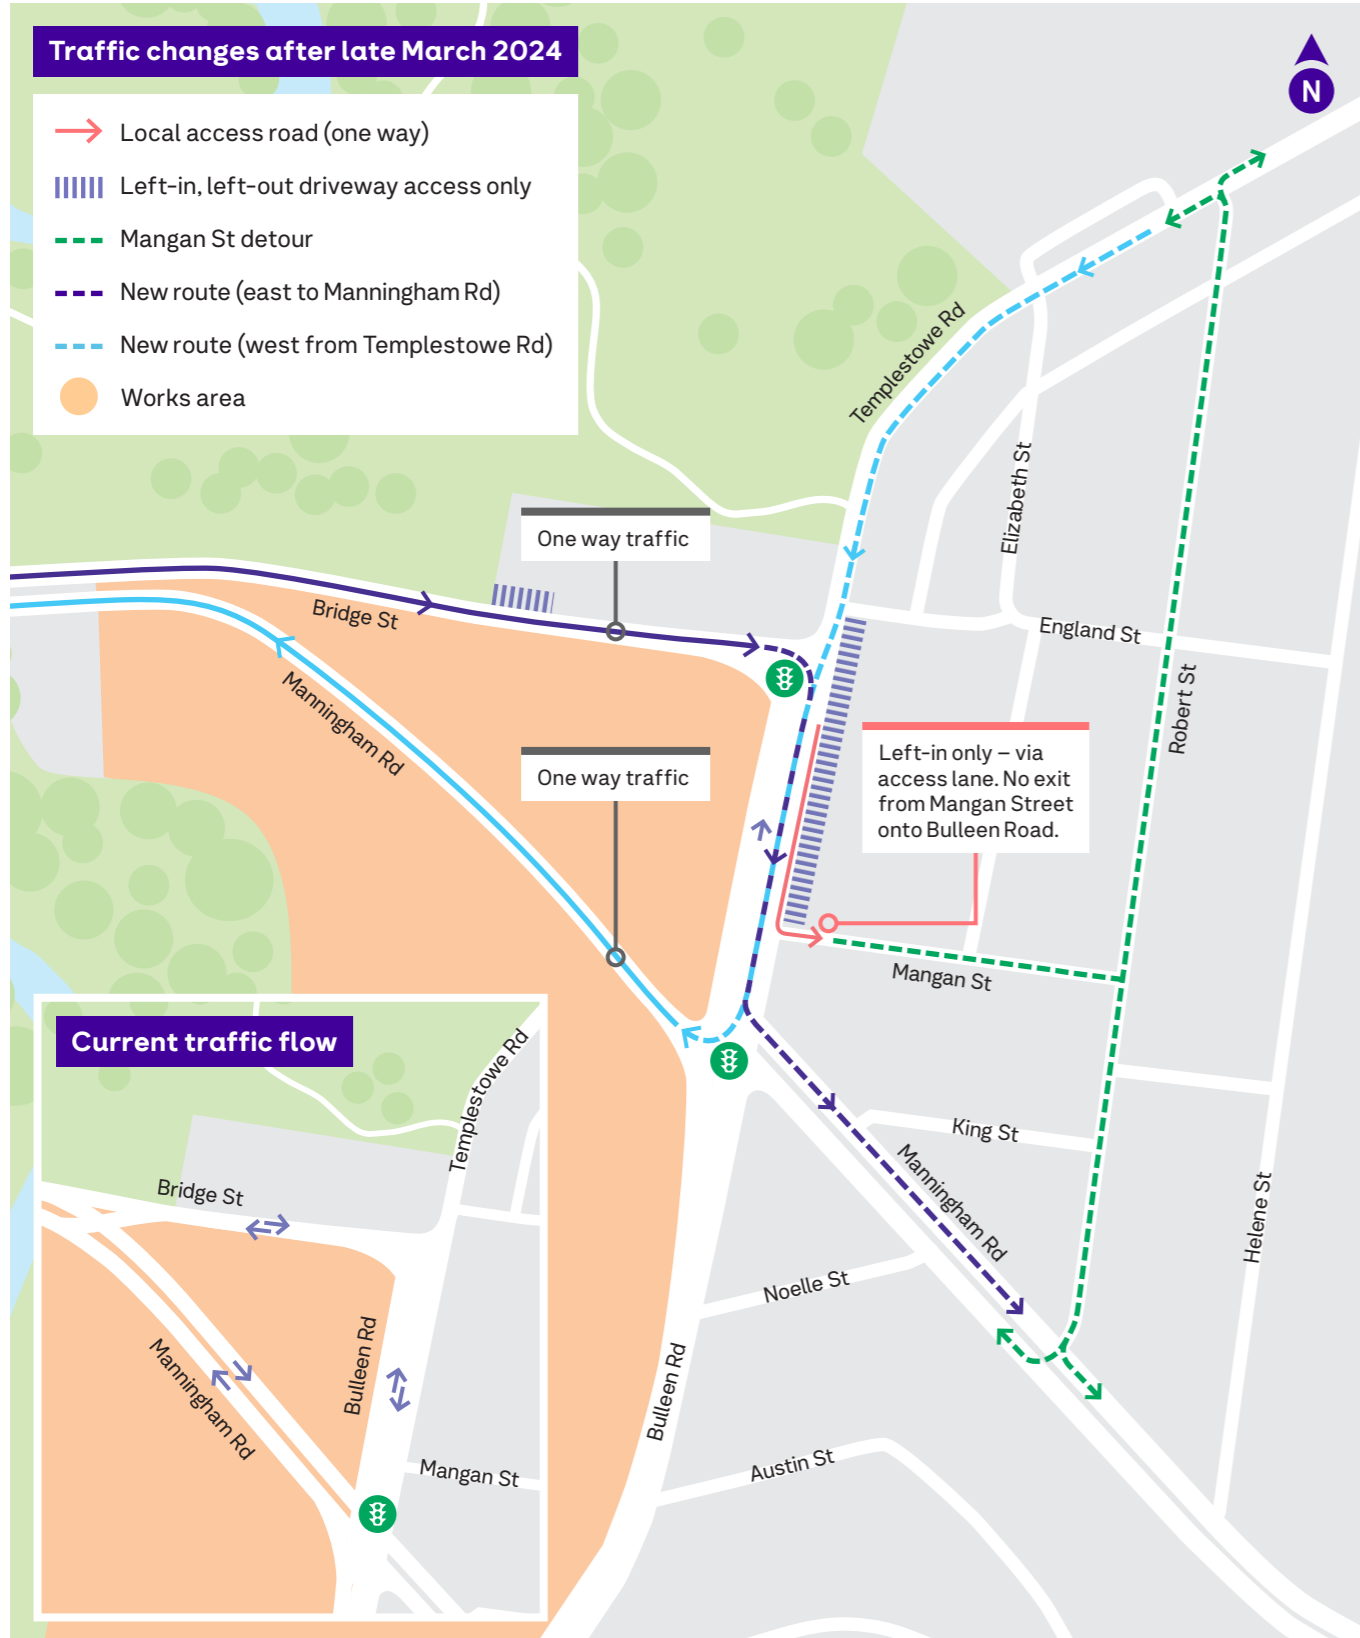 Traffic changes after late March 2024
N
Local access road (one way)
Left-in, left-out driveway access only
Mangan St detour
New route (east to Manningham Rd)
New route (west from Templestowe Rd)
Works area
Templestowe Rd
Elizabeth St
One way traffic
Bridge St
England St
Manningham Rd
Robert St
One way traffic
Left-in only – via
access lane. No exit
from Mangan Street
onto Bulleen Road.
Mangan St
King St
Manningham Rd
Helene St
Noelle St
Bulleen Rd
Austin St
Current traffic flow
Templestowe Rd
Bridge St
Bulleen Rd
Manningham Rd
Mangan St